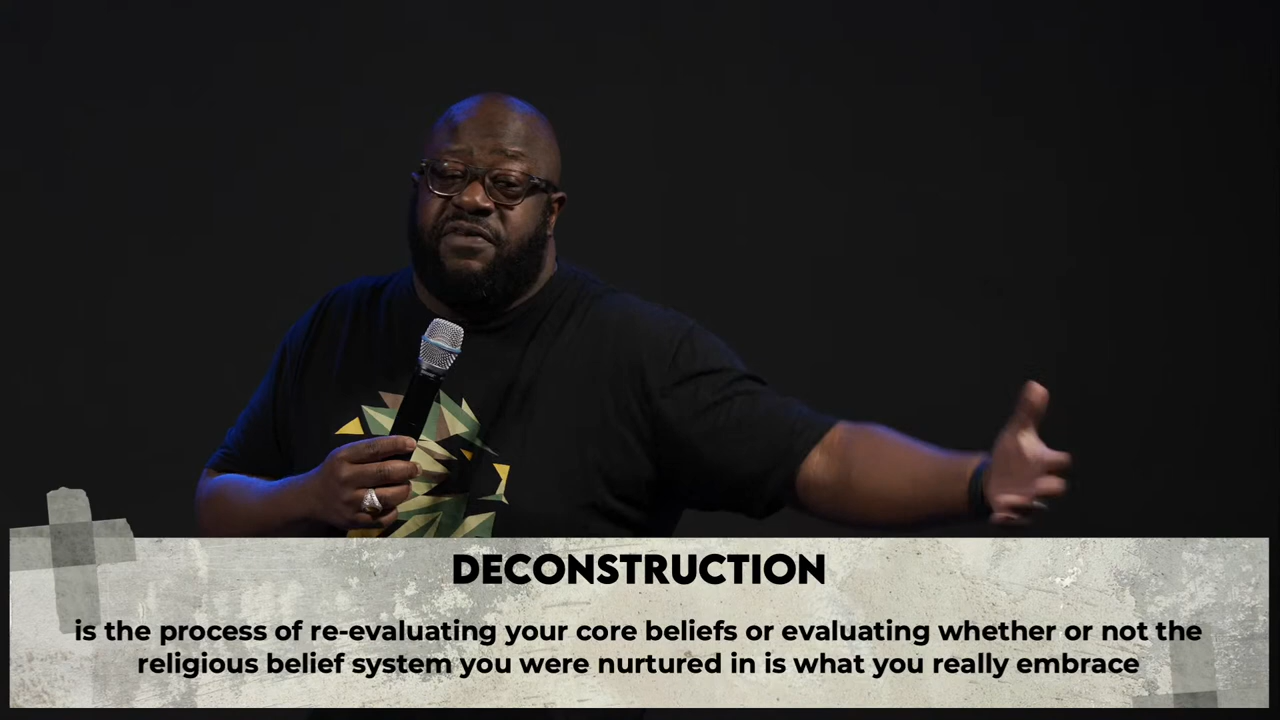 DECONSTRUCTION
is the process of re-evaluating your core beliefs or evaluating whether or not the
religious belief system you were nurtured in is what you really embrace